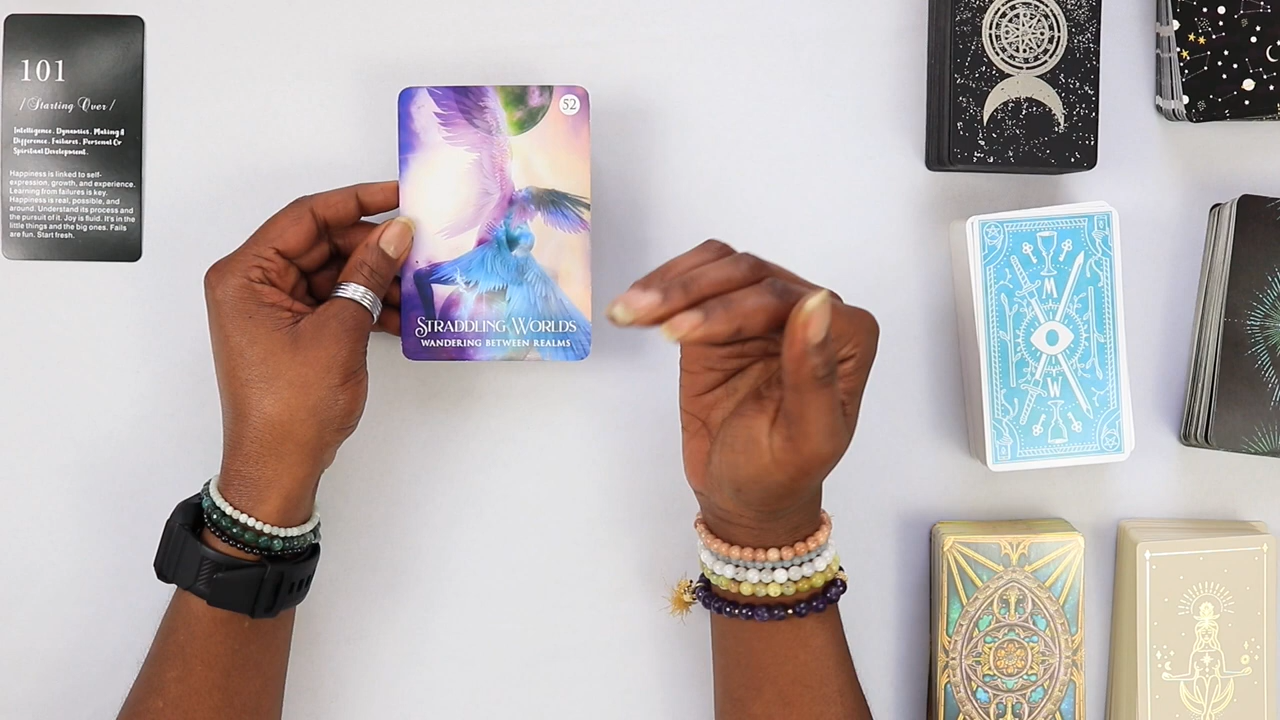 101
/Starting Over/
Intelligence. Dynamics. Making A
Difference. Failures. Personal Or
Spiritual Development.
Happiness is linked to self-
expression, growth, and experience.
Learning from failures is key.
Happiness is real, possible, and
around. Understand its process and
the pursuit of it. Joy is fluid. It's in the
little things and the big ones. Fails
are fun. Start fresh.
52
STRADDLING WORLDS
WANDERING BETWEEN REALMS
M
W